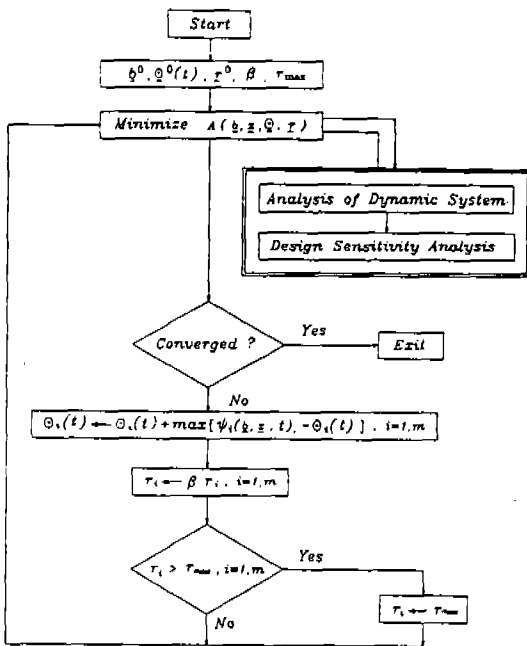 Start
b⁰, Θ⁰(t), r⁰, β, r_max
Minimize A(b, z, Θ, r)
Analysis of Dynamic System
Design Sensitivity Analysis
Converged ?
Yes
Exit
No
Θᵢ(t) ← Θᵢ(t) + max[ψᵢ(b, z, t), -Θᵢ(t)], i=1,m
rᵢ ← β rᵢ, i=1,m
rᵢ > r_max, i=1,m
Yes
rᵢ ← r_max
No